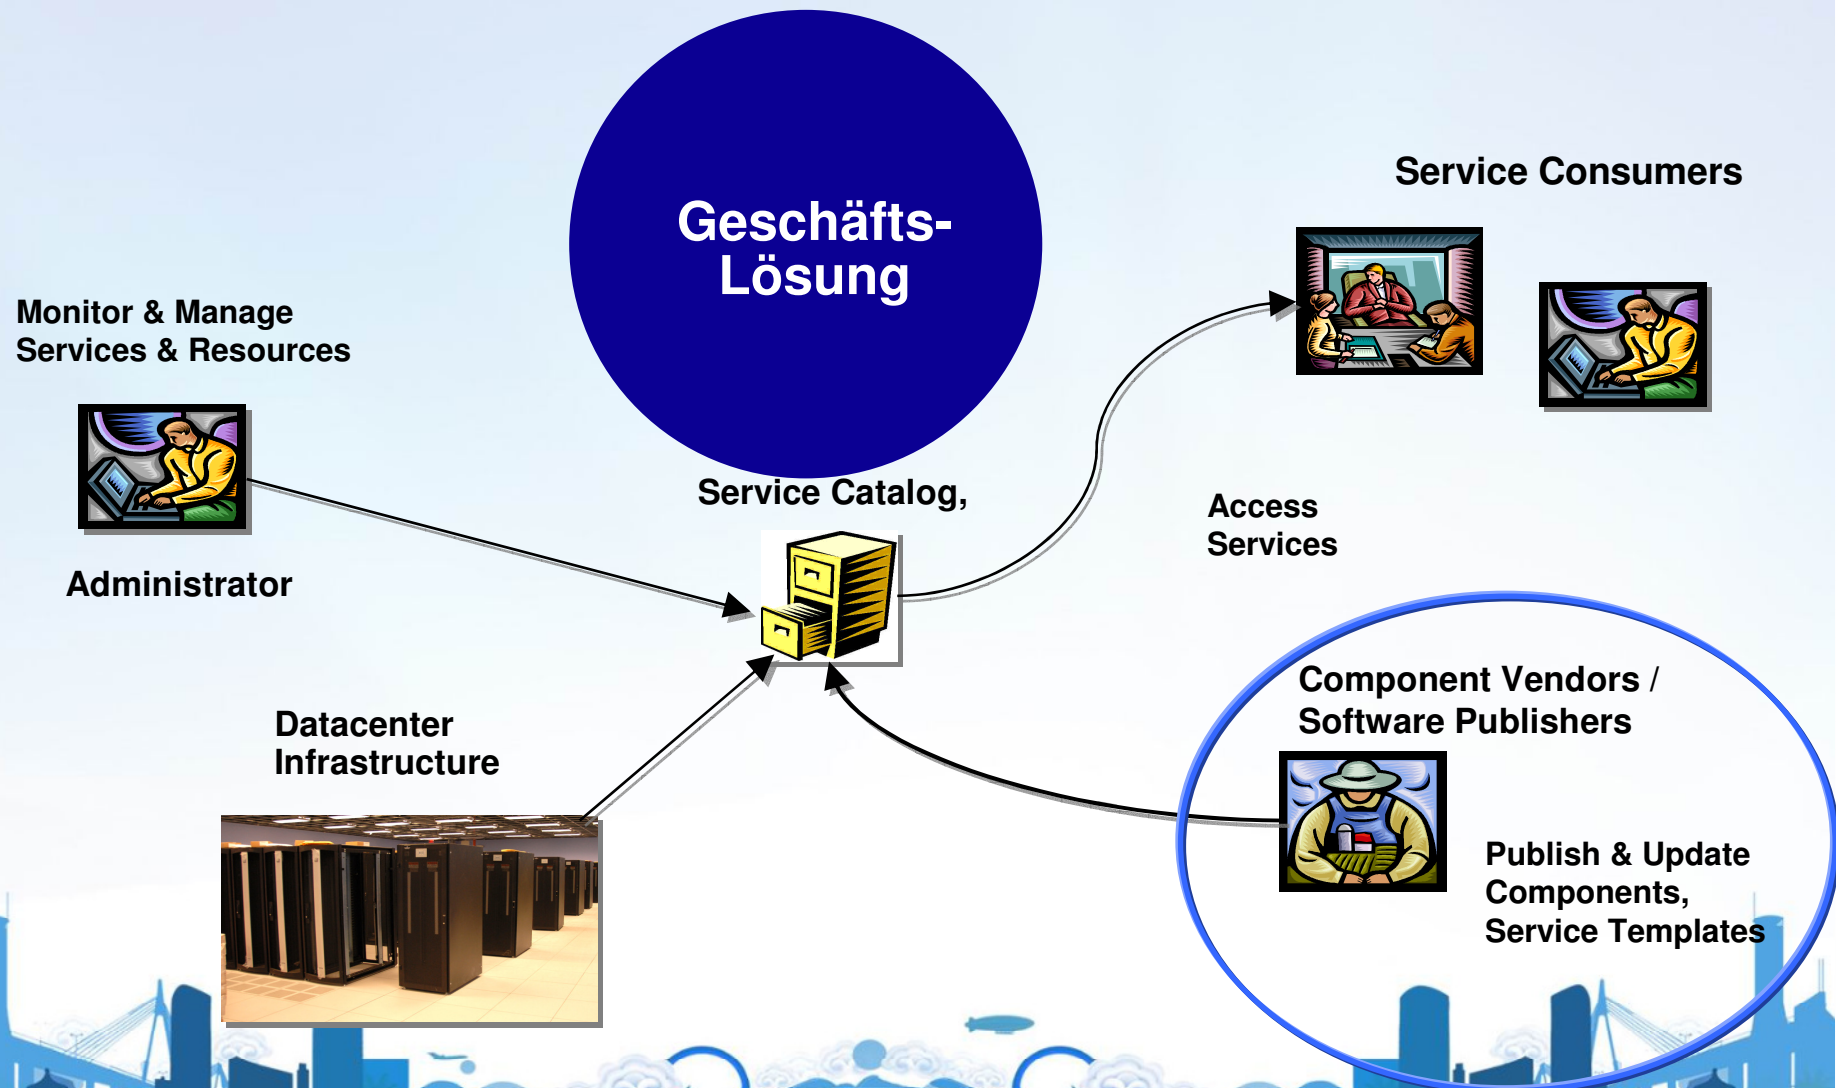 Geschäfts-
Lösung
Service Consumers
Monitor & Manage
Services & Resources
Administrator
Service Catalog,
Access
Services
Datacenter
Infrastructure
Component Vendors /
Software Publishers
Publish & Update
Components,
Service Templates